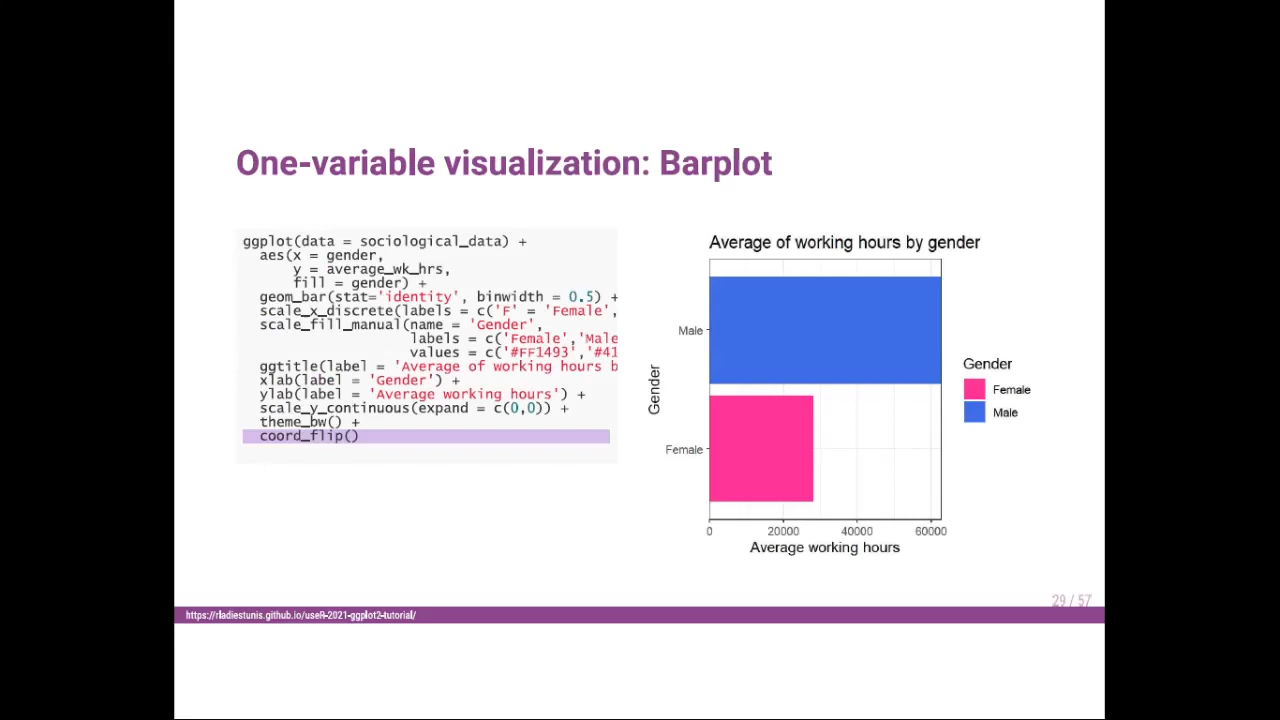 One-variable visualization: Barplot
ggplot(data = sociological_data) +
aes(x = gender,
y = average_wk_hrs,
fill = gender) +
geom_bar(stat='identity', binwidth = 0.5) +
scale_x_discrete(labels = c('F' = 'Female',
scale_fill_manual(name = 'Gender',
labels = c('Female','Male
values = c('#FF1493','#41
ggtitle(label = 'Average of working hours b
xlab(label = 'Gender') +
ylab(label = 'Average working hours') +
scale_y_continuous(expand = c(0,0)) +
theme_bw() +
coord_flip()
Average of working hours by gender
Male
Female
Gender
0 20000 40000 60000
Average working hours
Gender
Female
Male
29 / 57
https://rladiestunis.github.io/useR-2021-ggplot2-tutorial/